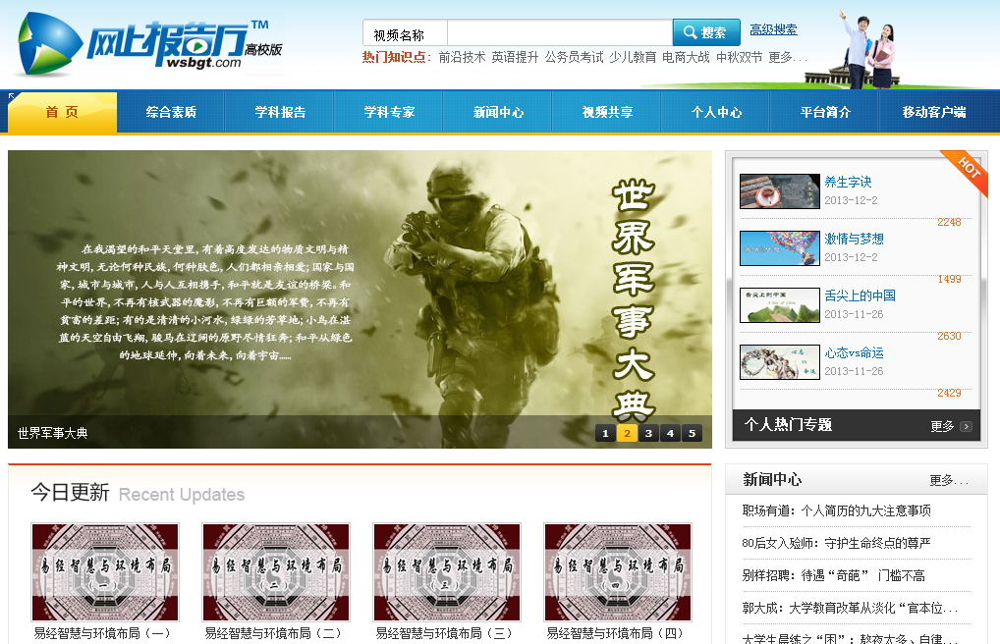 网上报告厅™
高校版
wsbgt.com
视频名称
搜索
高级搜索
热门知识点：前沿技术 英语提升 公务员考试 少儿教育 电商大战 中秋双节 更多...
首 页
综合素质
学科报告
学科专家
新闻中心
视频共享
个人中心
平台简介
移动客户端
在我渴望的和平天堂里，有着高度发达的物质文明与精
神文明，无论何种民族，何种肤色，人们都相亲相爱；国家与国
家，城市与城市，人与人互相携手，和平就是友谊的桥梁。和
平的世界，不再有核武器的魔影，不再有巨额的军费，不再有
贫富的差距；有的是清清的小河水，绿绿的芳草地；小鸟在湛
蓝的天空自由飞翔，骏马在辽阔的原野尽情狂奔；和平从绿色
的地球延伸，向着未来，向着宇宙……
世界军事大典
世界军事大典
1 2 3 4 5
HOT
养生字诀
2013-12-2
2248
激情与梦想
2013-12-2
1499
舌尖上的中国
舌尖上的中国
2013-11-26
2630
心态vs命运
2013-11-26
2429
个人热门专题
更多
今日更新 Recent Updates
易经智慧与环境布局
（一）
易经智慧与环境布局（一）
易经智慧与环境布局
（二）
易经智慧与环境布局（二）
易经智慧与环境布局
（三）
易经智慧与环境布局（三）
易经智慧与环境布局
（四）
易经智慧与环境布局（四）
新闻中心
更多...
职场有道：个人简历的九大注意事项
80后女入殓师：守护生命终点的尊严
别样招聘：待遇“奇葩” 门槛不高
郭大成：大学教育改革从淡化“官本位...
大学生晨练之“困”：熬夜太多、自律...